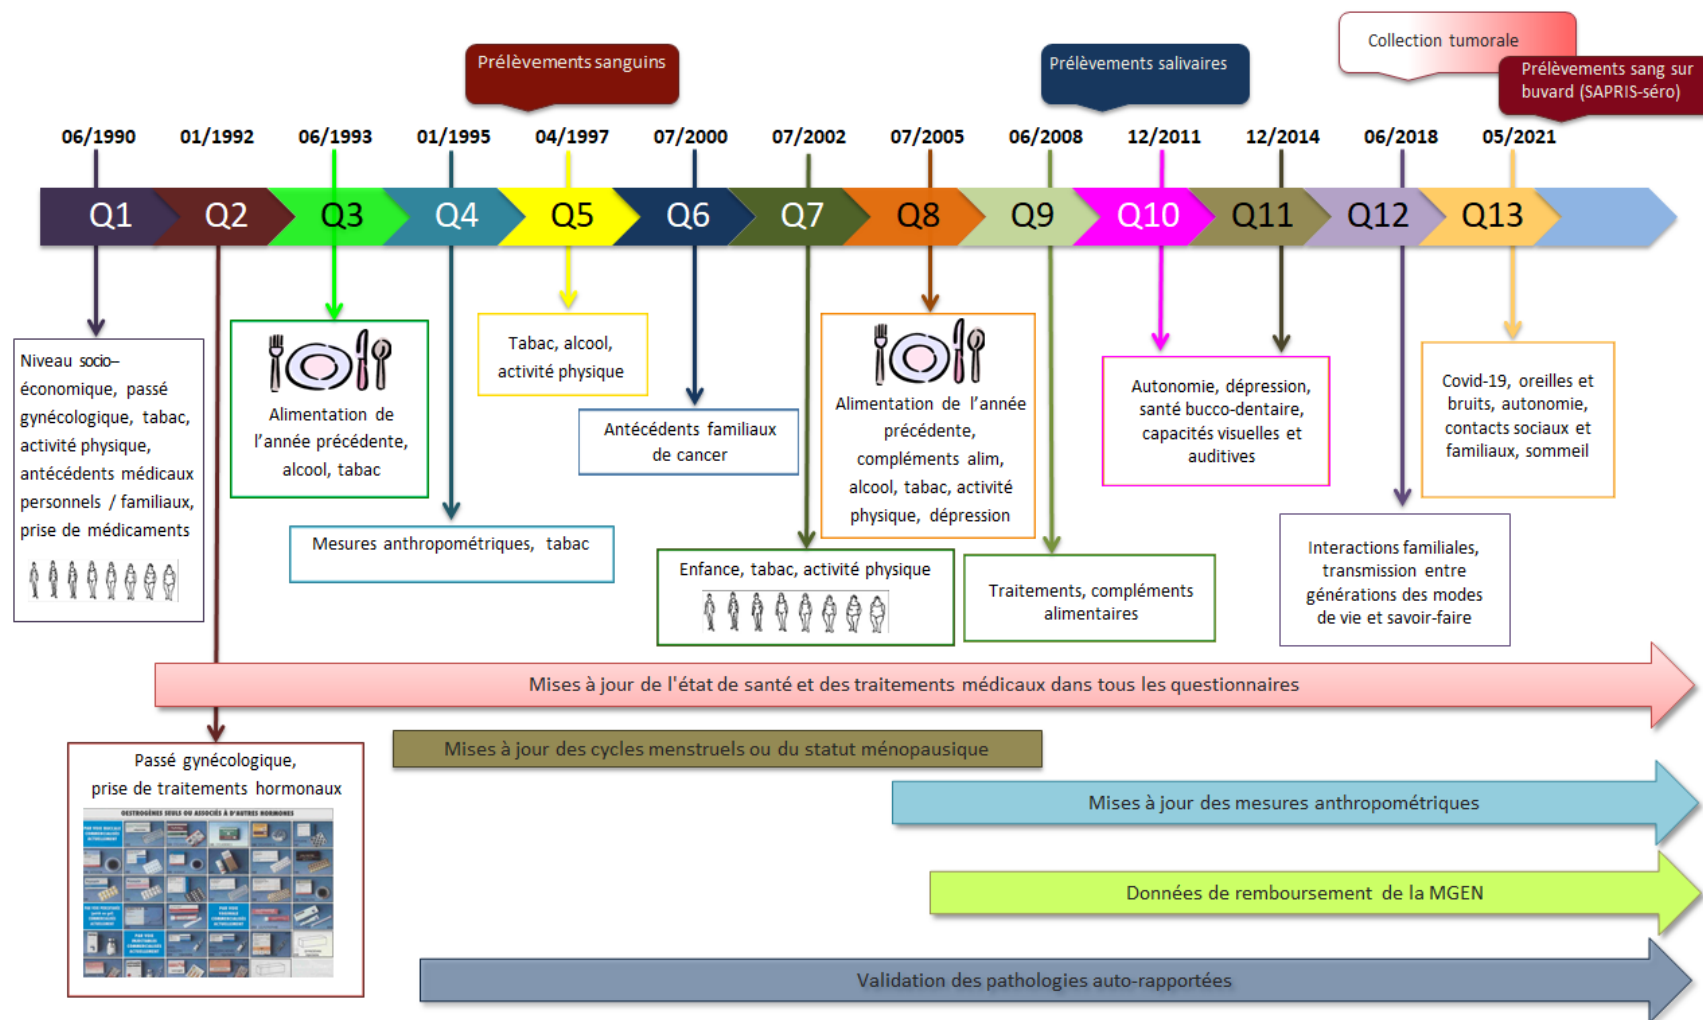 Collection tumorale
Prélèvements sanguins
Prélèvements salivaires
Prélèvements sang sur
buvard (SAPRIS-séro)
06/1990
01/1992
06/1993
01/1995
04/1997
07/2000
07/2002
07/2005
06/2008
12/2011
12/2014
06/2018
05/2021
Q1
Q2
Q3
Q4
Q5
Q6
Q7
Q8
Q9
Q10
Q11
Q12
Q13
Niveau socio–
économique, passé
gynécologique, tabac,
activité physique,
antécédents médicaux
personnels / familiaux,
prise de médicaments
Alimentation de
l’année précédente,
alcool, tabac
Mesures anthropométriques, tabac
Tabac, alcool,
activité physique
Antécédents familiaux
de cancer
Enfance, tabac, activité physique
Alimentation de l’année
précédente,
compléments alim,
alcool, tabac, activité
physique, dépression
Traitements, compléments
alimentaires
Autonomie, dépression,
santé bucco-dentaire,
capacités visuelles et
auditives
Interactions familiales,
transmission entre
générations des modes
de vie et savoir-faire
Covid-19, oreilles et
bruits, autonomie,
contacts sociaux et
familiaux, sommeil
Mises à jour de l'état de santé et des traitements médicaux dans tous les questionnaires
Passé gynécologique,
prise de traitements hormonaux
OESTROGÈNES SEULS OU ASSOCIÉS À D'AUTRES HORMONES
Mises à jour des cycles menstruels ou du statut ménopausique
Mises à jour des mesures anthropométriques
Données de remboursement de la MGEN
Validation des pathologies auto-rapportées